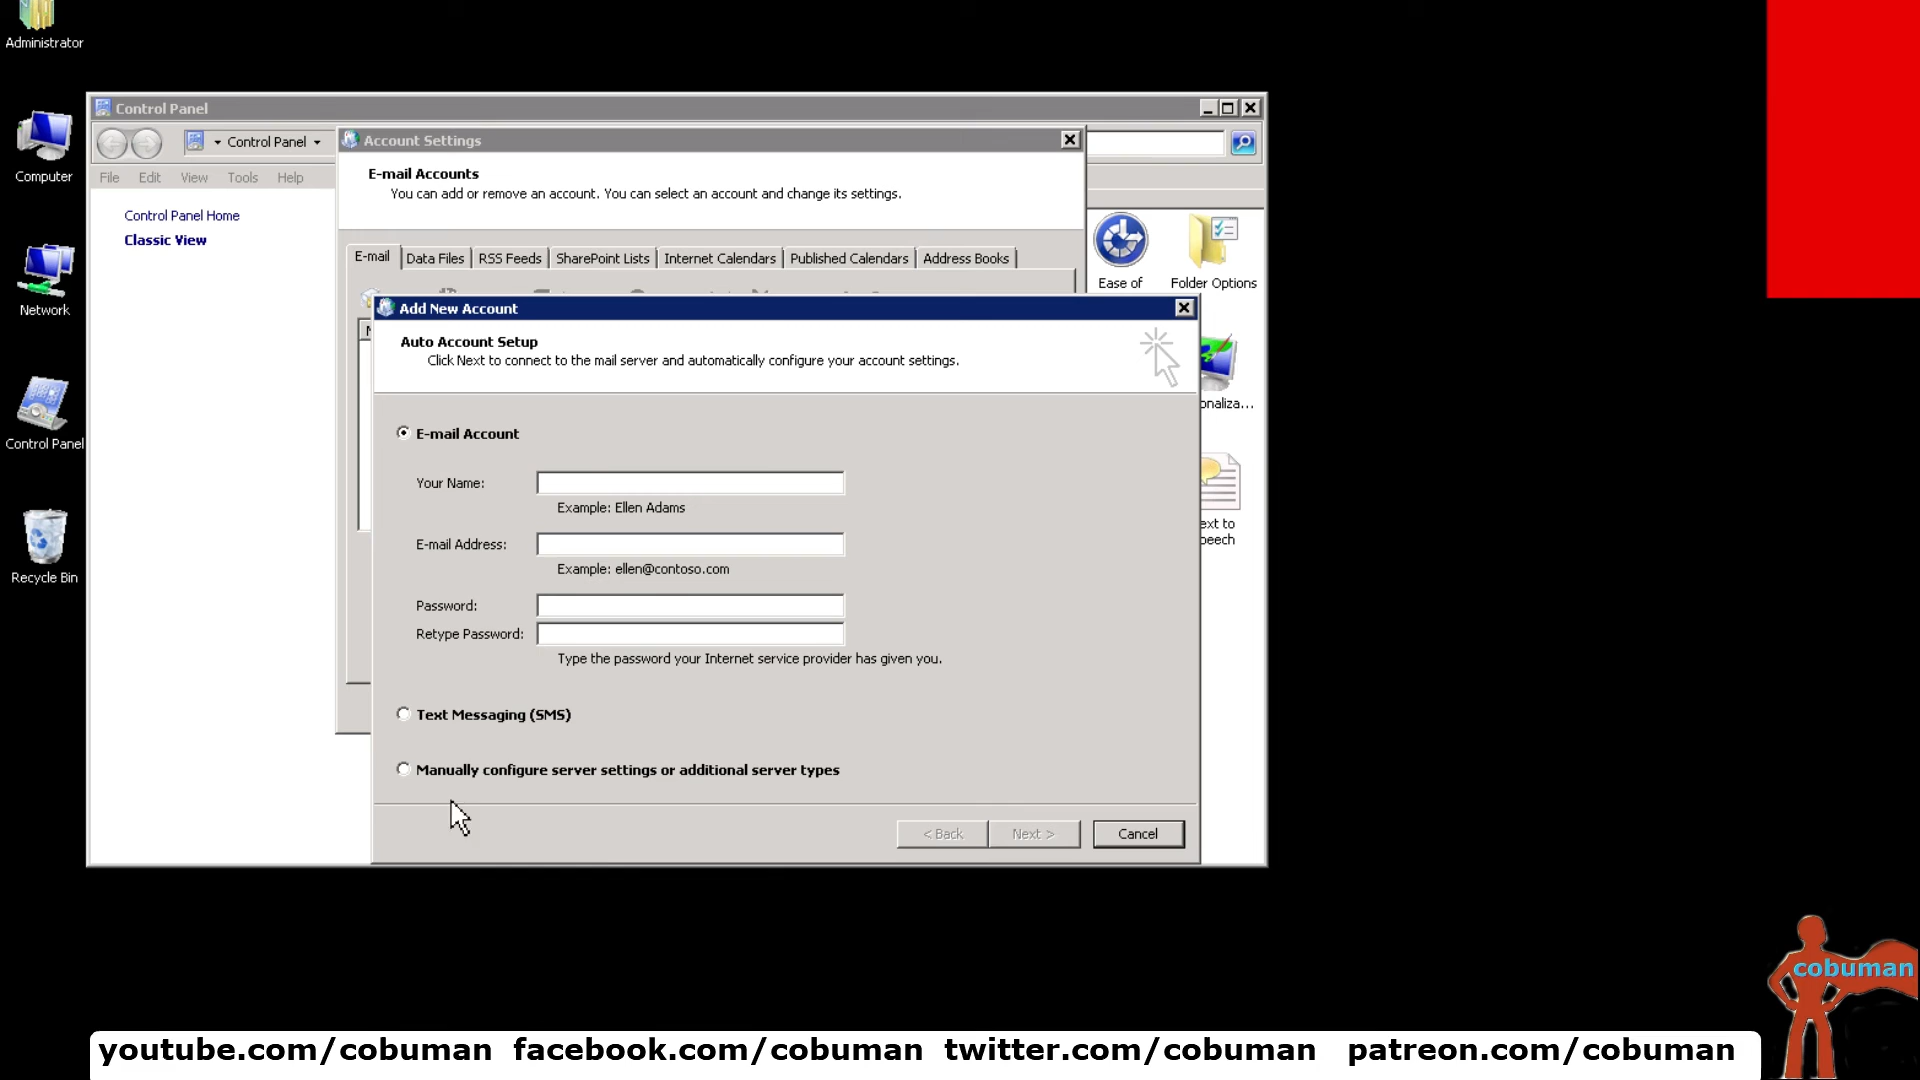 Administrator
Computer
Network
Control Panel
Recycle Bin
Control Panel
Control Panel
File Edit View Tools Help
Control Panel Home
Classic View
Account Settings
E-mail Accounts
You can add or remove an account. You can select an account and change its settings.
E-mail Data Files RSS Feeds SharePoint Lists Internet Calendars Published Calendars Address Books
Ease of
Folder Options
onaliza...
ext to
peech
Add New Account
Auto Account Setup
Click Next to connect to the mail server and automatically configure your account settings.
E-mail Account
Your Name:
Example: Ellen Adams
E-mail Address:
Example: ellen@contoso.com
Password:
Retype Password:
Type the password your Internet service provider has given you.
Text Messaging (SMS)
Manually configure server settings or additional server types
< Back Next > Cancel
cobuman
youtube.com/cobuman facebook.com/cobuman twitter.com/cobuman patreon.com/cobuman